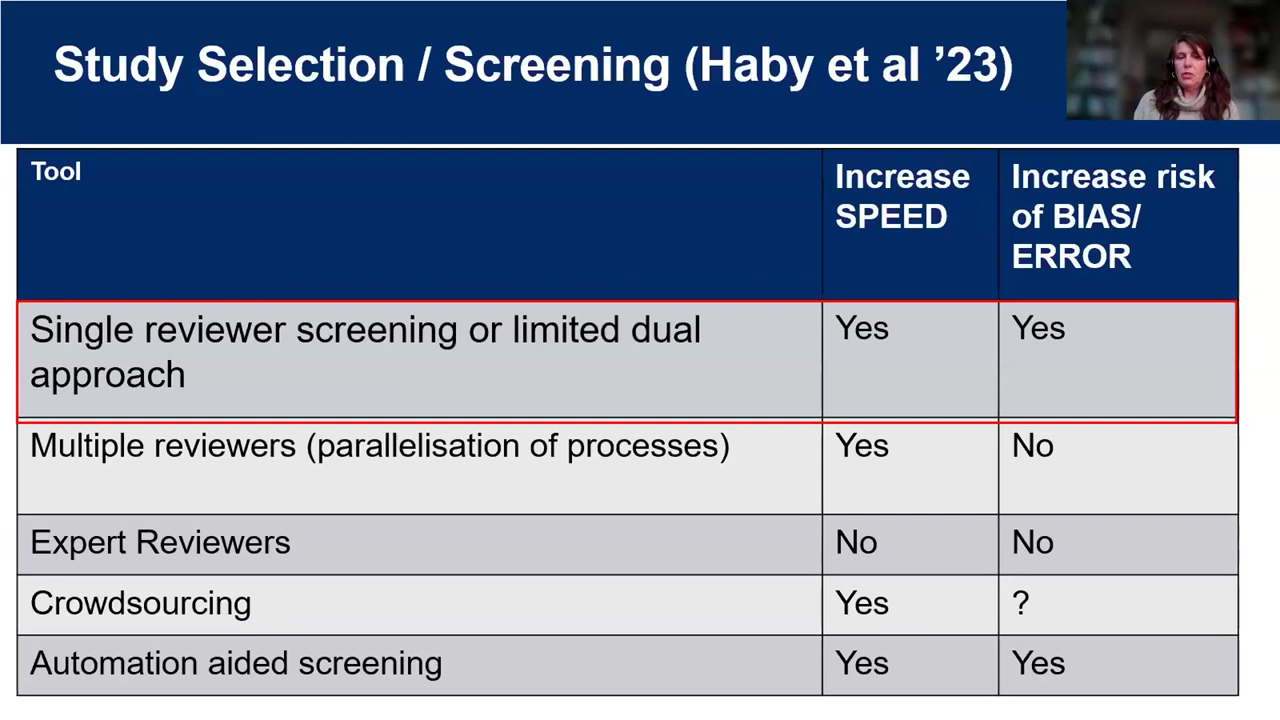 Study Selection / Screening (Haby et al ’23)
Tool
Increase
SPEED
Increase risk
of BIAS/
ERROR
Single reviewer screening or limited dual
approach
Yes
Yes
Multiple reviewers (parallelisation of processes)
Yes
No
Expert Reviewers
No
No
Crowdsourcing
Yes
?
Automation aided screening
Yes
Yes